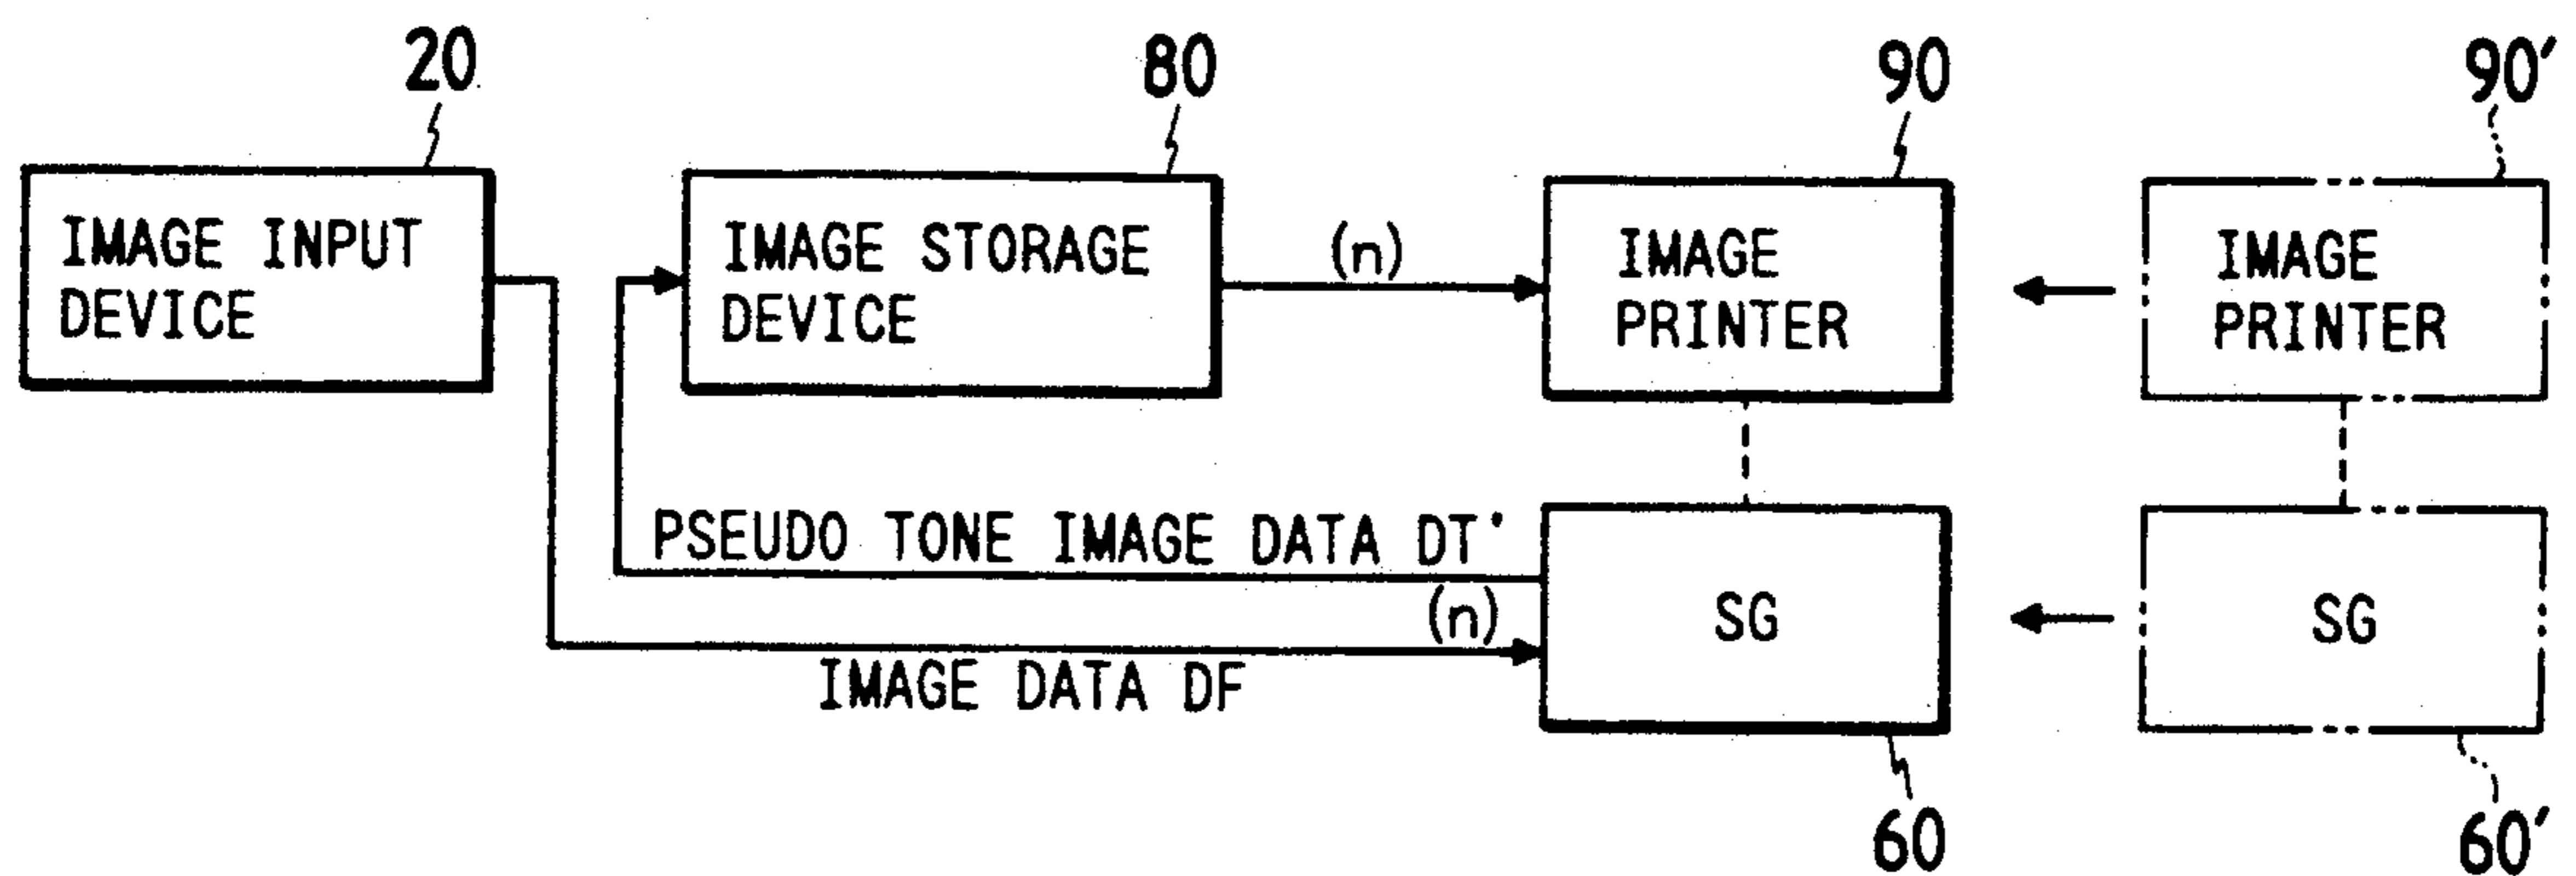 20
80
90
90′
IMAGE INPUT
DEVICE
IMAGE STORAGE
DEVICE
(n)
IMAGE
PRINTER
IMAGE
PRINTER
PSEUDO TONE IMAGE DATA DT'
(n)
IMAGE DATA DF
SG
SG
60
60′